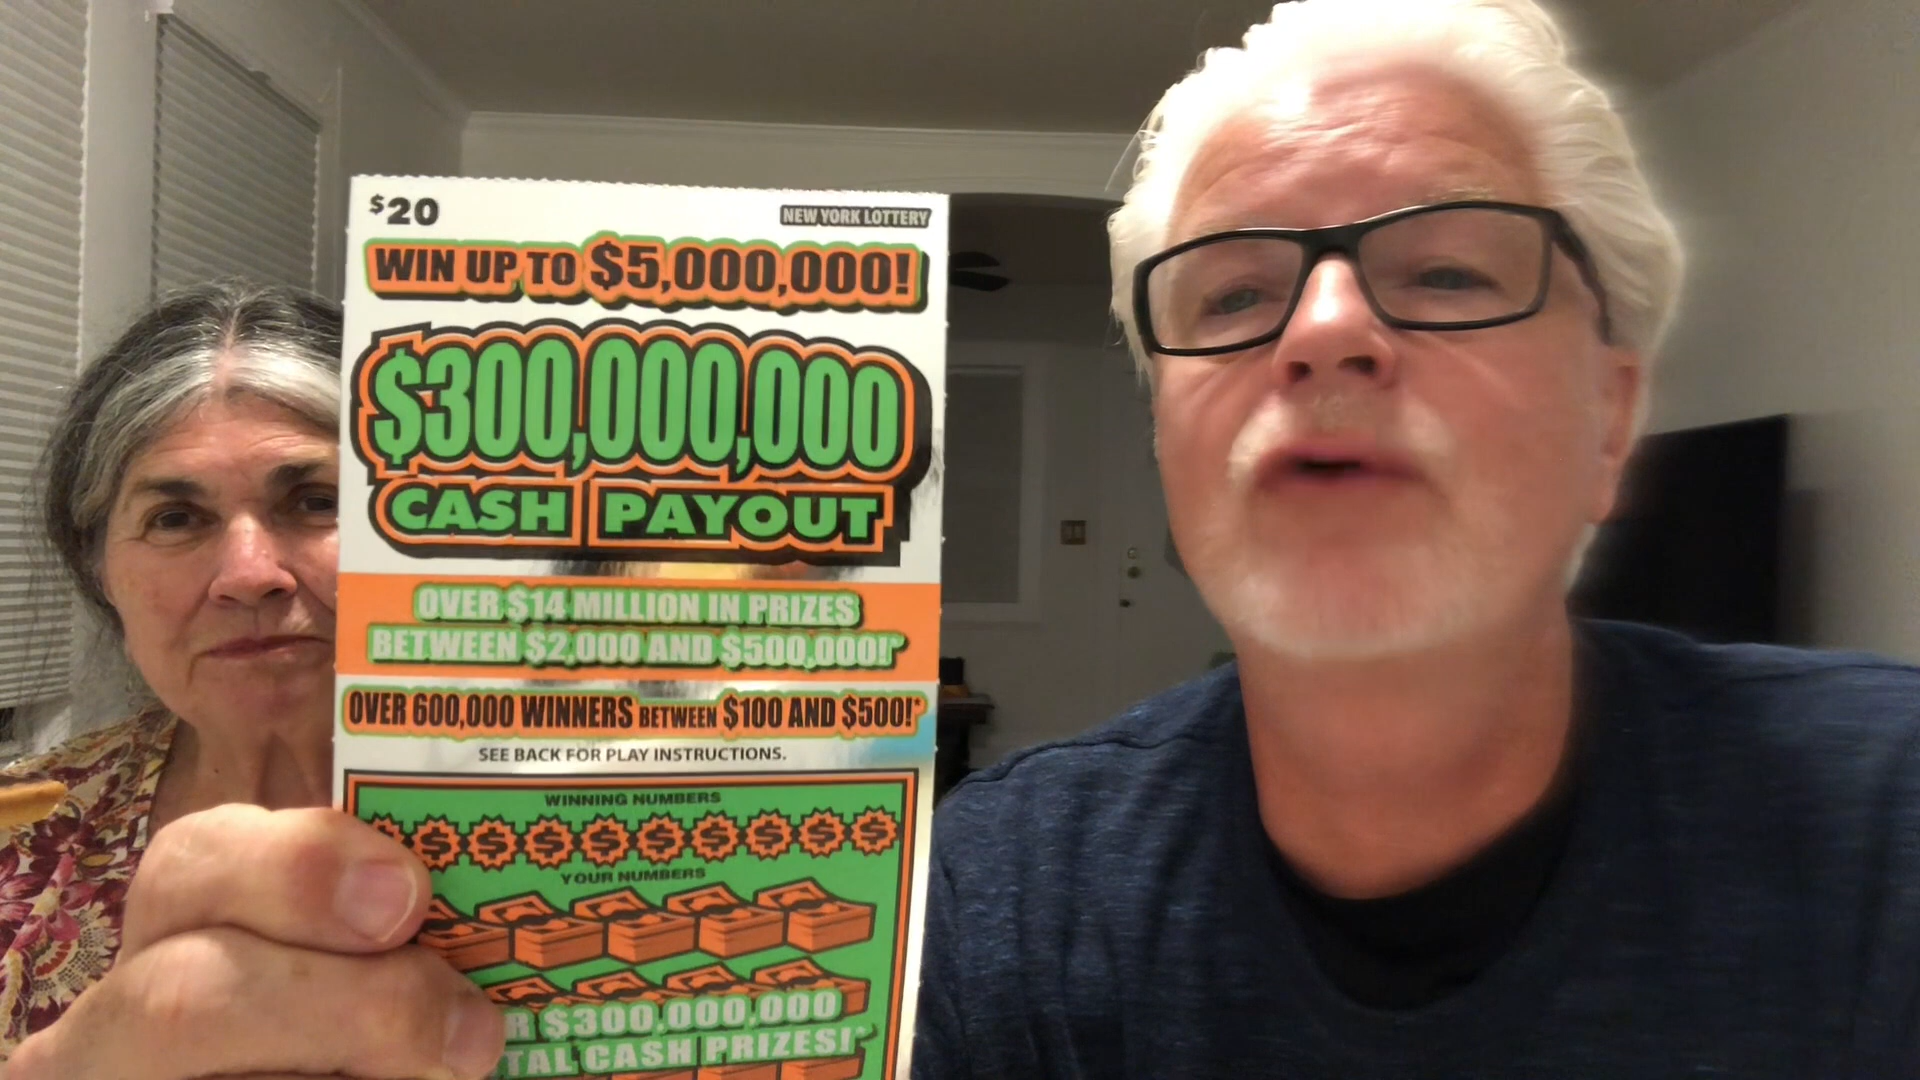 $20
NEW YORK LOTTERY
WIN UP TO $5,000,000!
$300,000,000
CASH PAYOUT
OVER $14 MILLION IN PRIZES
BETWEEN $2,000 AND $500,000!*
OVER 600,000 WINNERS BETWEEN $100 AND $500!*
SEE BACK FOR PLAY INSTRUCTIONS.
WINNING NUMBERS
$ $ $ $ $ $ $ $ $ $
YOUR NUMBERS
R $300,000,000
TAL CASH PRIZES!*